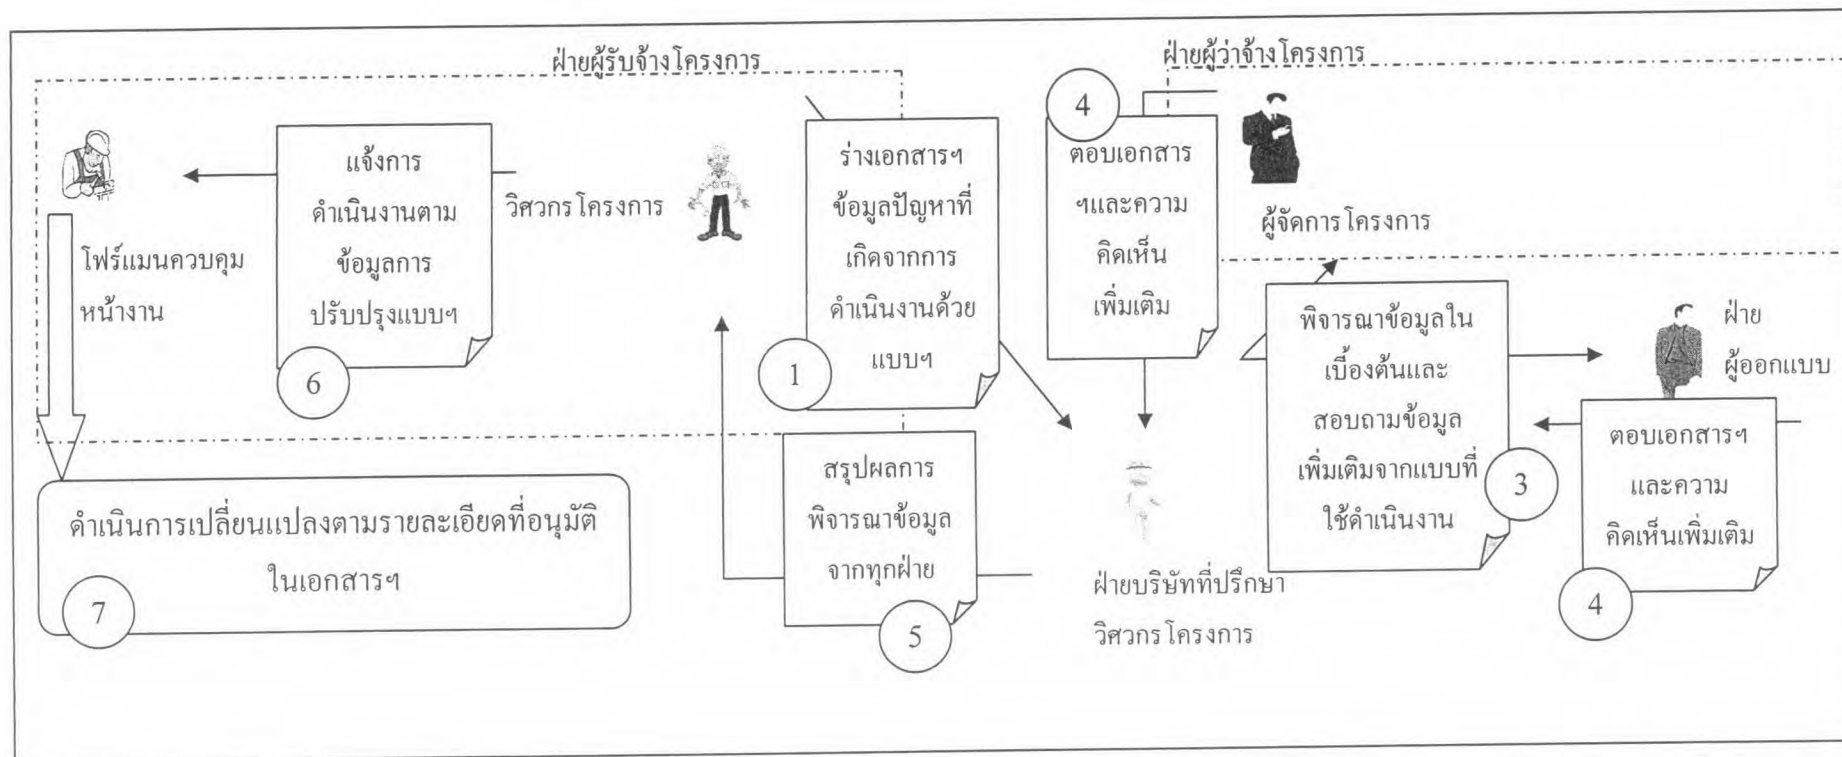 ฝ่ายผู้รับจ้างโครงการ
ฝ่ายผู้ว่าจ้างโครงการ
แจ้งการ
ดำเนินงานตาม
ข้อมูลการ
ปรับปรุงแบบฯ
6
วิศวกรโครงการ
โฟร์แมนควบคุม
หน้างาน
ร่างเอกสารฯ
ข้อมูลปัญหาที่
เกิดจากการ
ดำเนินงานด้วย
แบบฯ
1
4
ตอบเอกสาร
ฯและความ
คิดเห็น
เพิ่มเติม
ผู้จัดการโครงการ
พิจารณาข้อมูลใน
เบื้องต้นและ
สอบถามข้อมูล
เพิ่มเติมจากแบบที่
ใช้ดำเนินงาน
3
ฝ่าย
ผู้ออกแบบ
ตอบเอกสารฯ
และความ
คิดเห็นเพิ่มเติม
4
สรุปผลการ
พิจารณาข้อมูล
จากทุกฝ่าย
5
ฝ่ายบริษัทที่ปรึกษา
วิศวกรโครงการ
ดำเนินการเปลี่ยนแปลงตามรายละเอียดที่อนุมัติ
ในเอกสารฯ
7